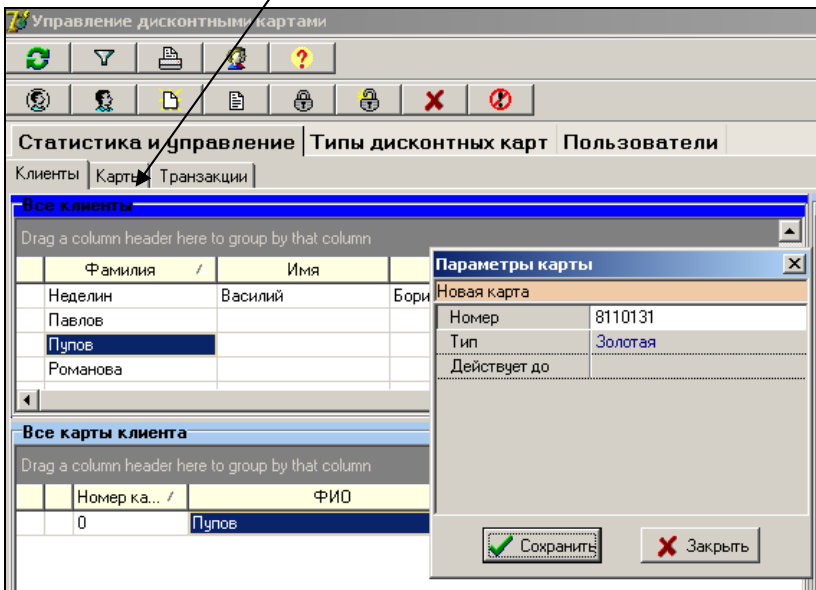 Управление дисконтными картами
Статистика и управление Типы дисконтных карт Пользователи
Клиенты Карты Транзакции
Все клиенты
Drag a column header here to group by that column
Фамилия / Имя
Неделин Василий Бори
Павлов
Пупов
Романова
Все карты клиента
Drag a column header here to group by that column
Номер ка... / ФИО
0 Пупов
Параметры карты
Новая карта
Номер 8110131
Тип Золотая
Действует до
Сохранить Закрыть